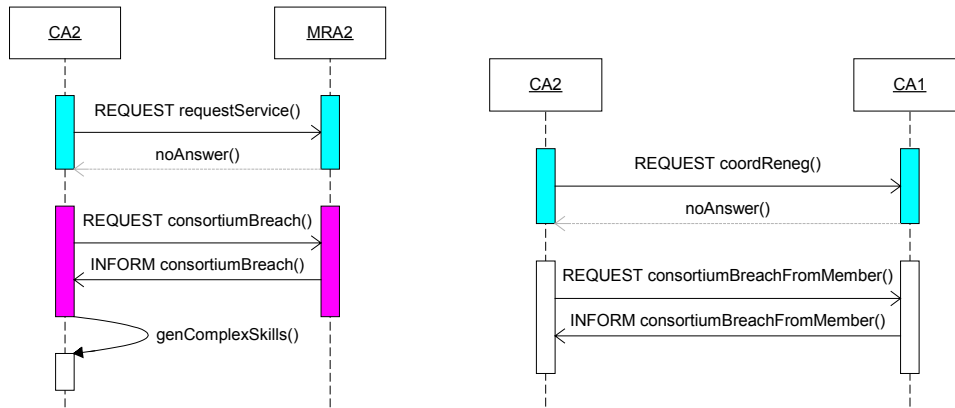 CA2
MRA2
REQUEST requestService()
noAnswer()
REQUEST consortiumBreach()
INFORM consortiumBreach()
genComplexSkills()
CA2
CA1
REQUEST coordReneg()
noAnswer()
REQUEST consortiumBreachFromMember()
INFORM consortiumBreachFromMember()